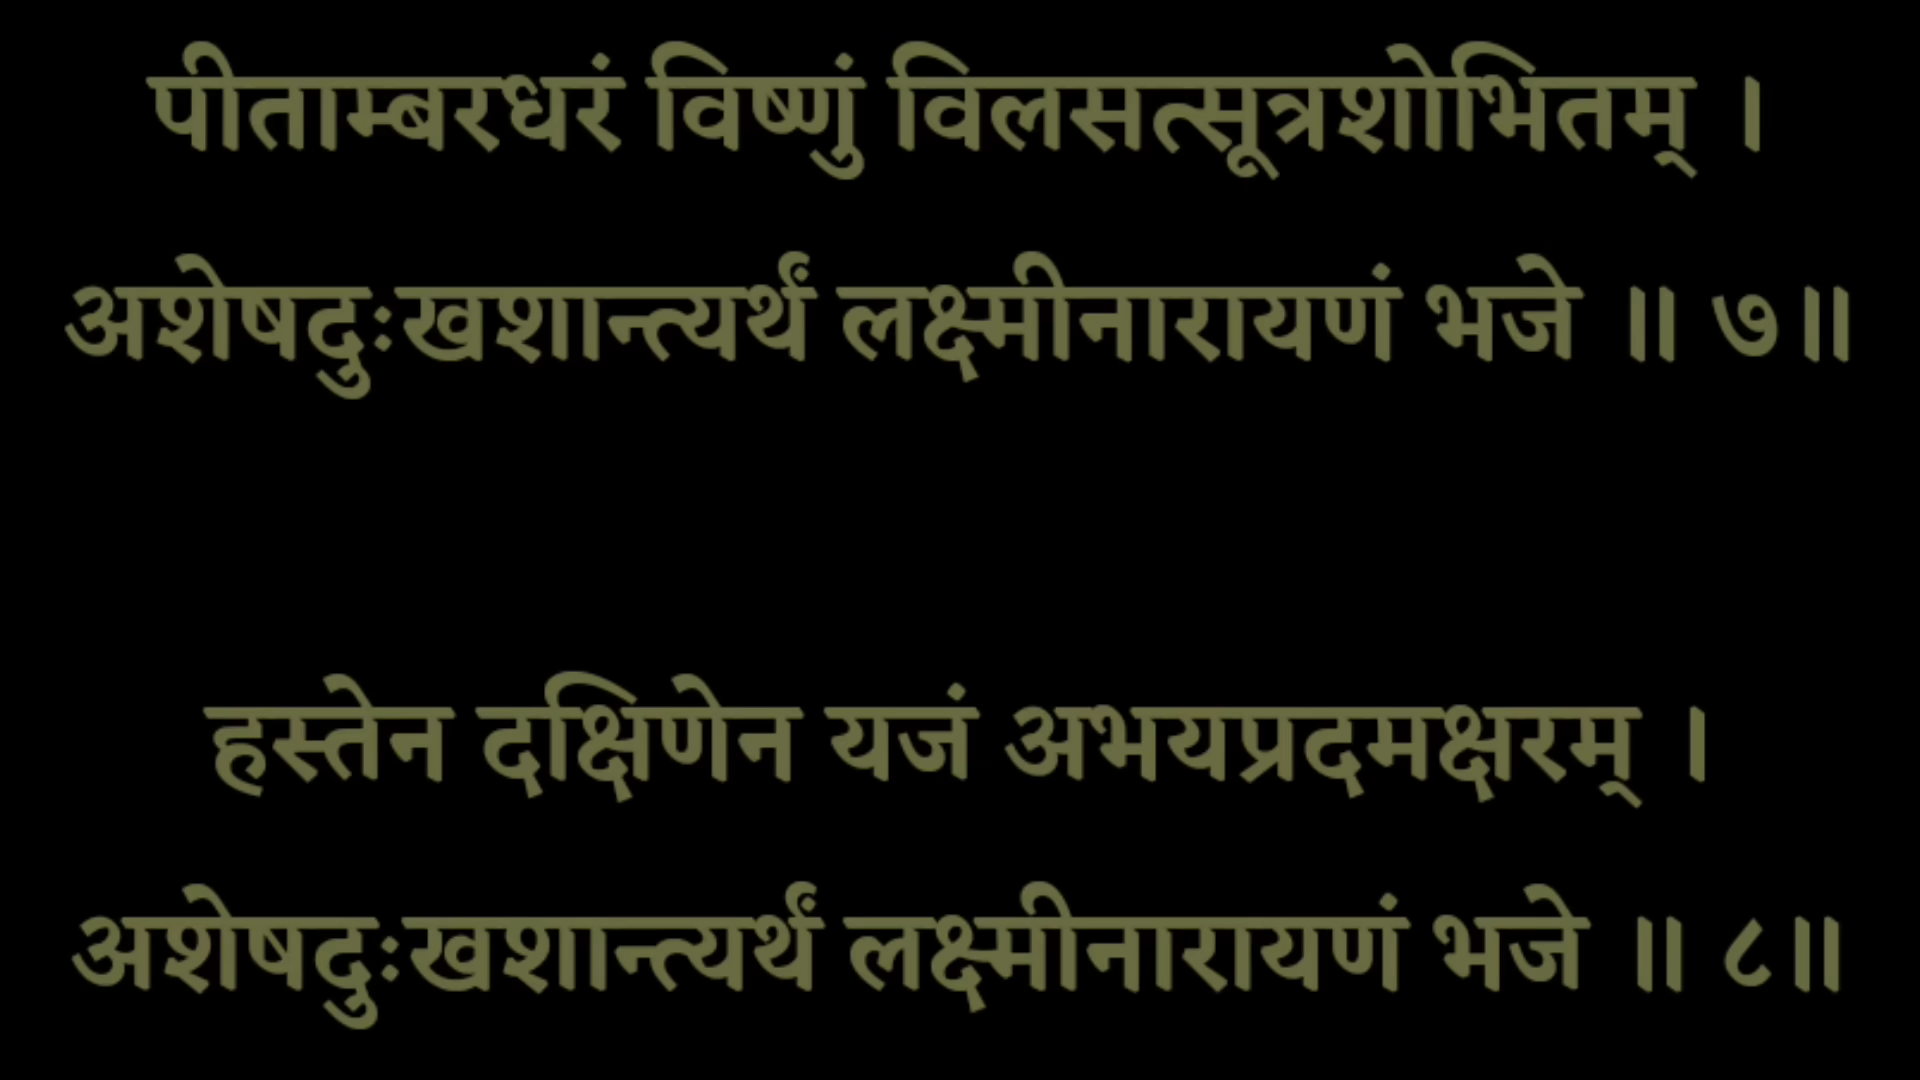 पीताम्बरधरं विष्णुं विलसत्सूत्रशोभितम् ।
अशेषदुःखशान्त्यर्थं लक्ष्मीनारायणं भजे ॥ ७॥
हस्तेन दक्षिणेन यजं अभयप्रदमक्षरम् ।
अशेषदुःखशान्त्यर्थं लक्ष्मीनारायणं भजे ॥ ८॥